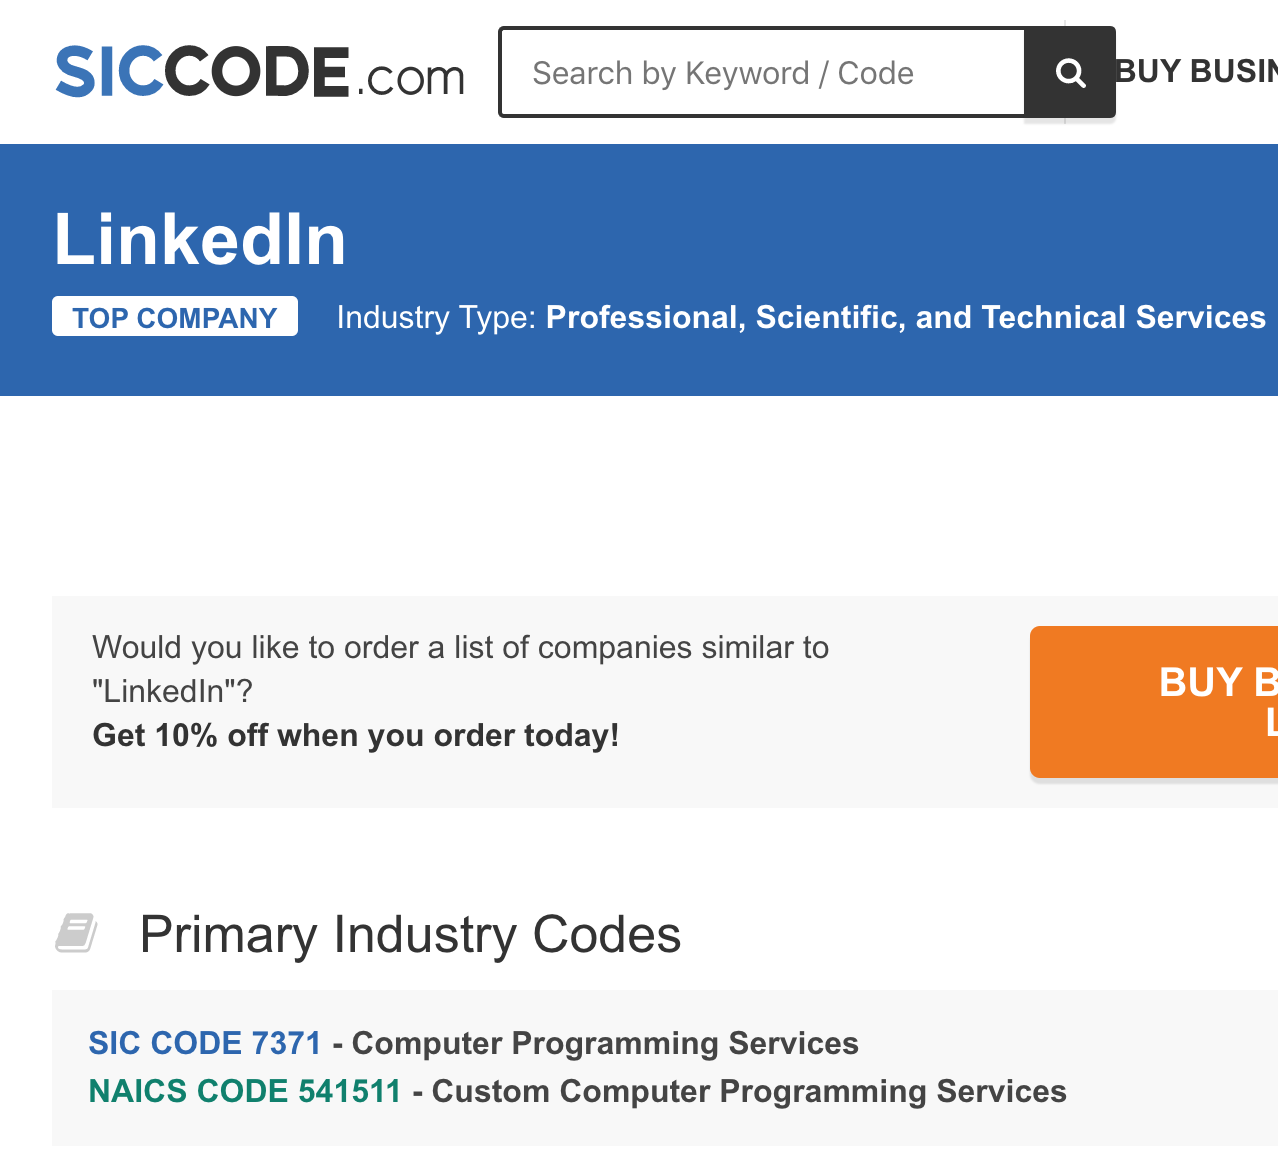 SICCODE.com
Search by Keyword / Code
BUY BUSIN
LinkedIn
TOP COMPANY
Industry Type: Professional, Scientific, and Technical Services
Would you like to order a list of companies similar to
"LinkedIn"?
Get 10% off when you order today!
BUY B
L
Primary Industry Codes
SIC CODE 7371 - Computer Programming Services
NAICS CODE 541511 - Custom Computer Programming Services